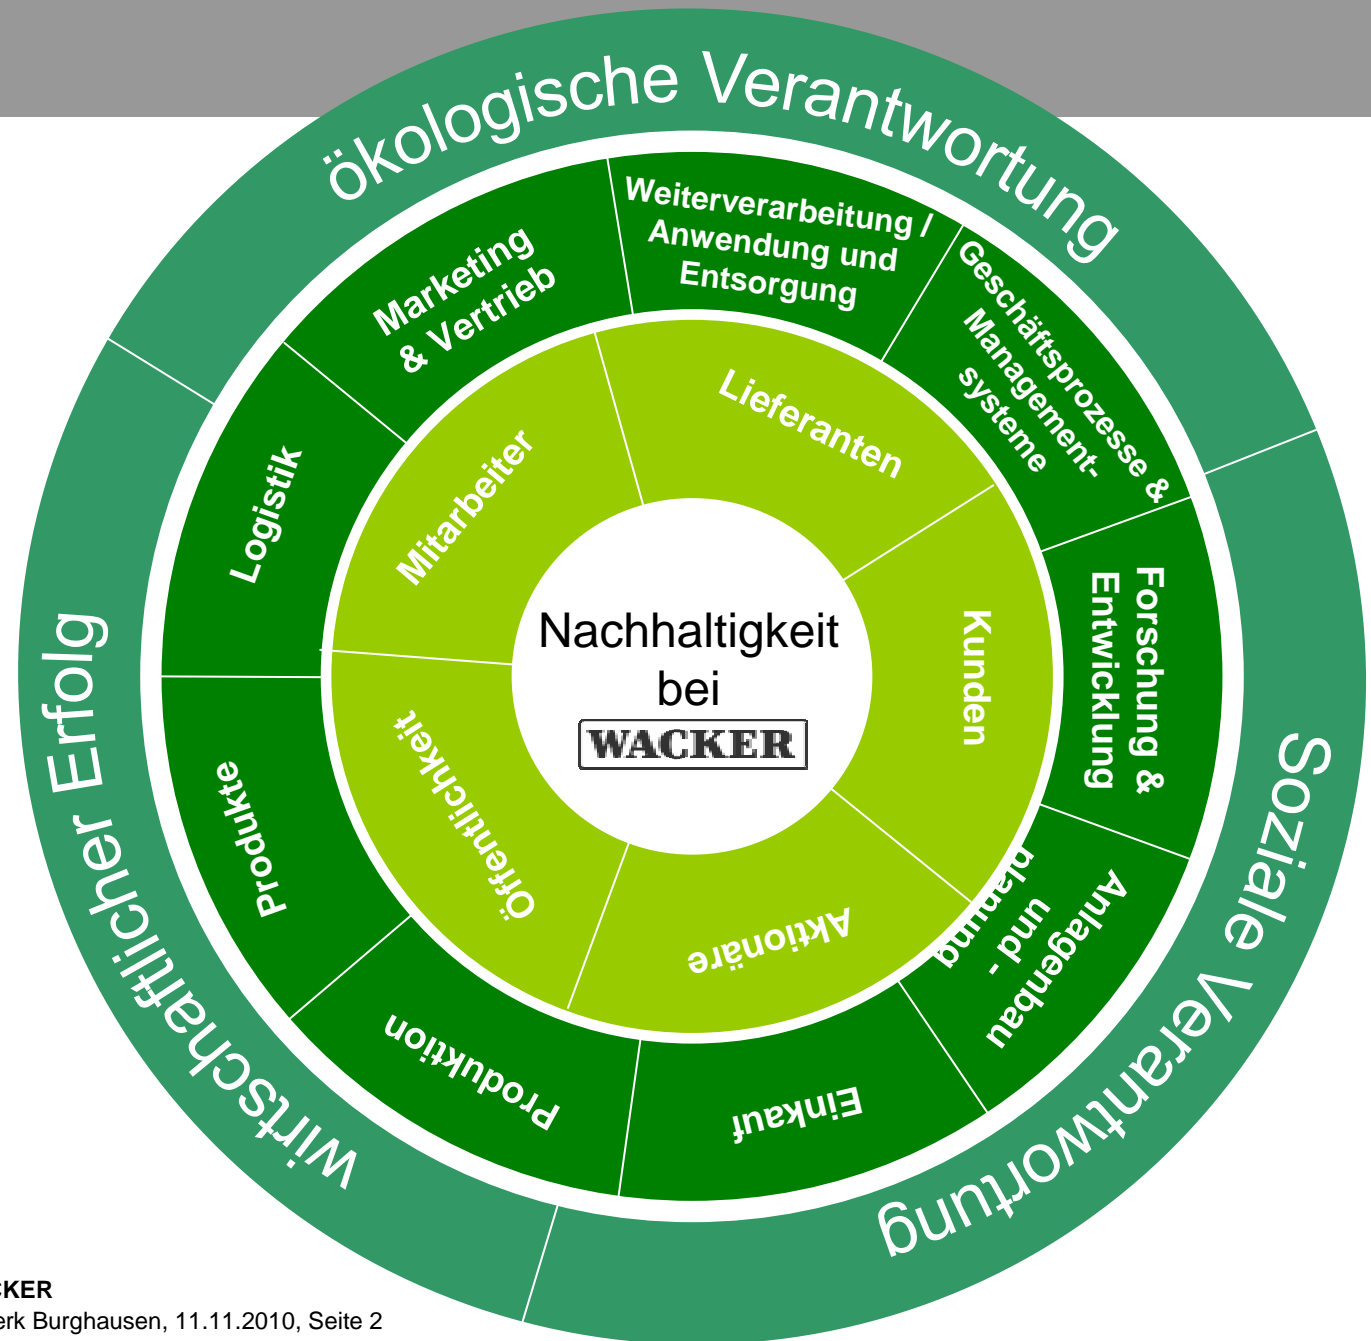 ökologische Verantwortung
Soziale Verantwortung
wirtschaftlicher Erfolg
Marketing
& Vertrieb
Weiterverarbeitung /
Anwendung und
Entsorgung
Geschäftsprozesse &
Management-
systeme
Forschung &
Entwicklung
Anlagenbau
und -
planung
Einkauf
Produktion
Produkte
Logistik
Mitarbeiter
Lieferanten
Kunden
Aktionäre
Öffentlichkeit
Nachhaltigkeit
bei
WACKER
CKER
erk Burghausen, 11.11.2010, Seite 2